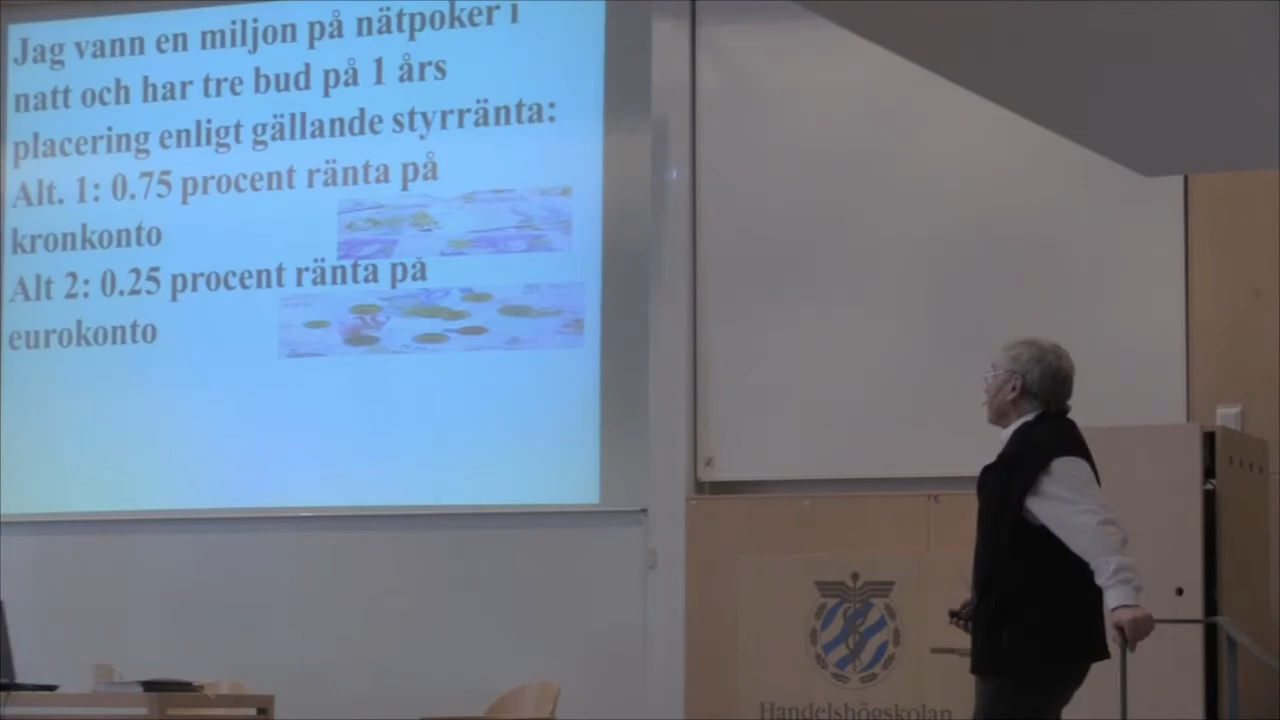 Jag vann en miljon på nätpoker i
natt och har tre bud på 1 års
placering enligt gällande styrränta:
Alt. 1: 0.75 procent ränta på
kronkonto
Alt 2: 0.25 procent ränta på
eurokonto
Handelshögskolan